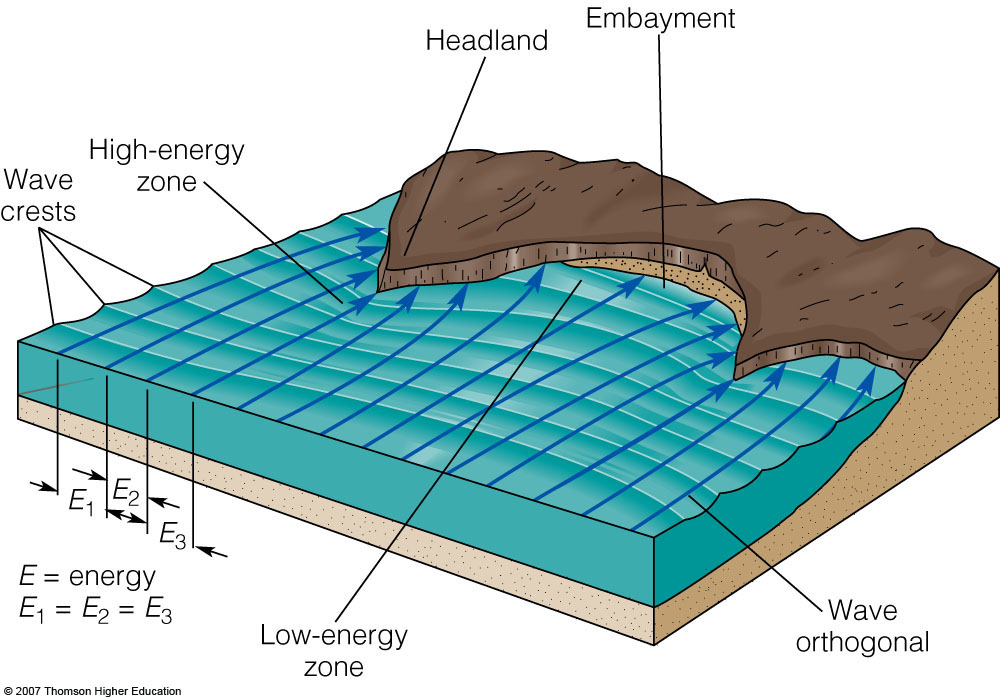 Embayment
Headland
High-energy
zone
Wave
crests
E1
E2
E3
E = energy
E1 = E2 = E3
Low-energy
zone
Wave
orthogonal
© 2007 Thomson Higher Education